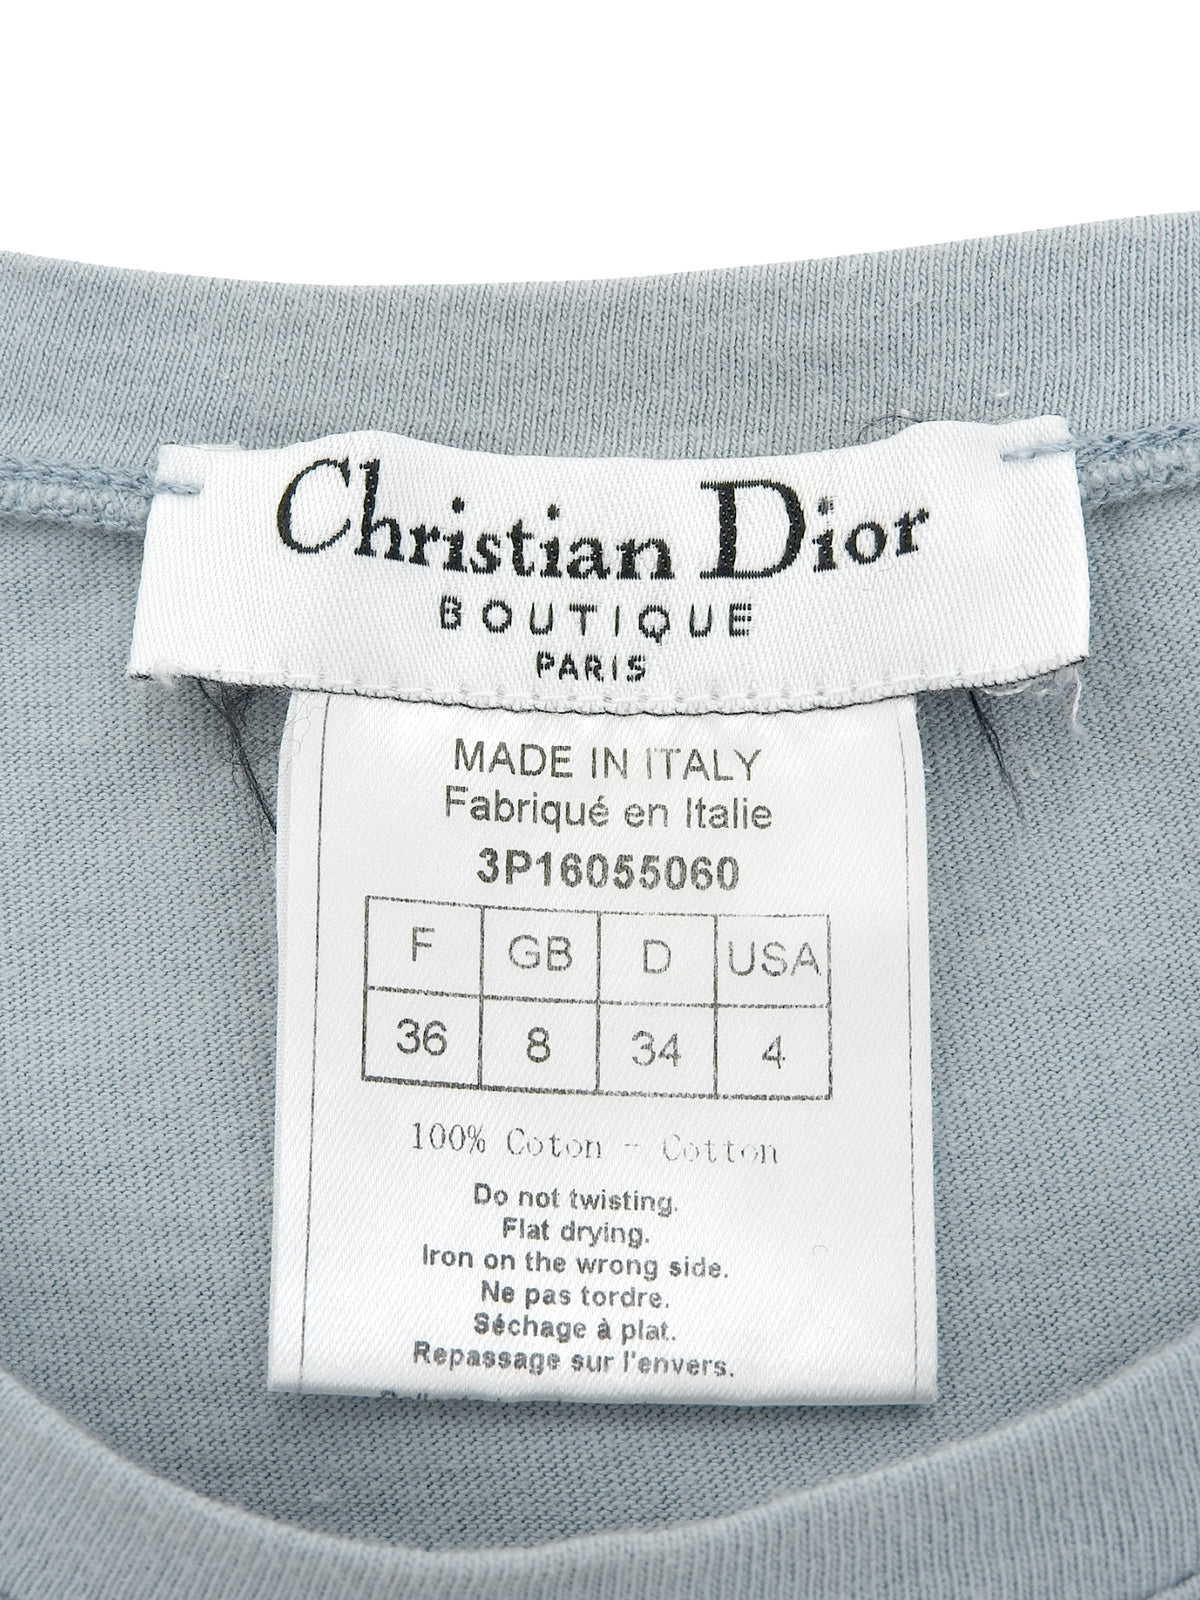 Christian Dior
BOUTIQUE
PARIS
MADE IN ITALY
Fabriqué en Italie
3P16055060
F GB D USA
36 8 34 4
100% Coton - Cotton
Do not twisting.
Flat drying.
Iron on the wrong side.
Ne pas tordre.
Séchage à plat.
Repassage sur l'envers.